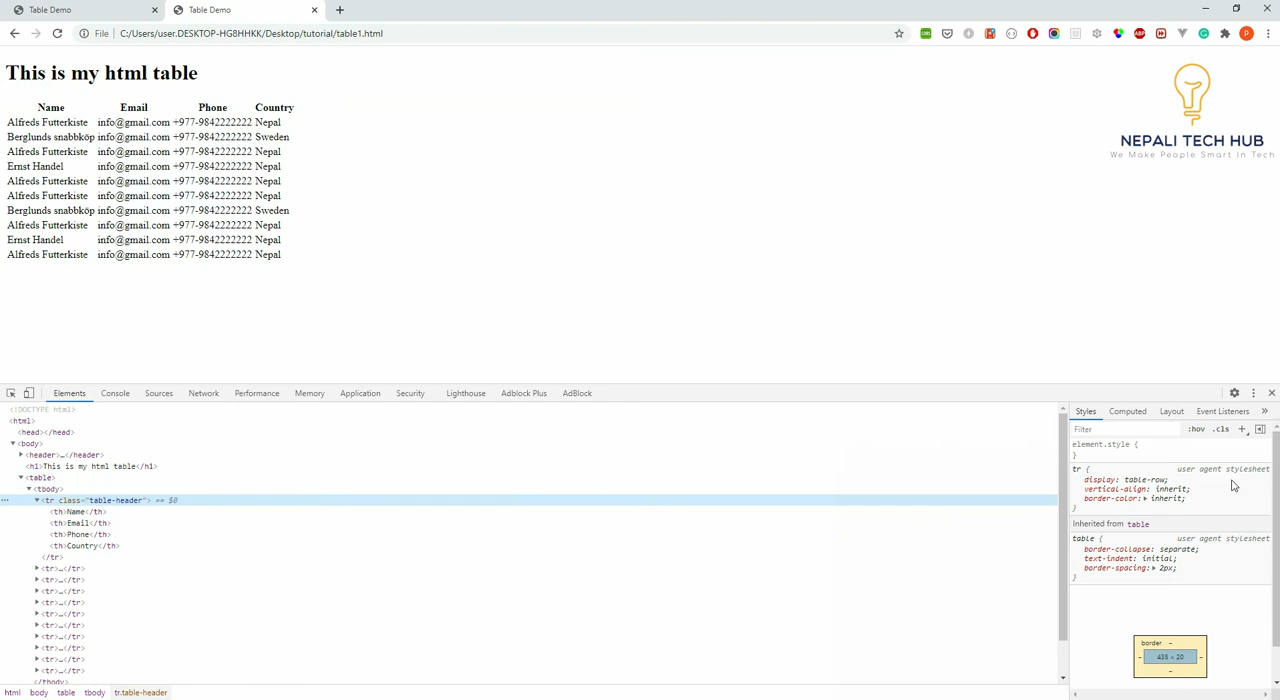 Table Demo
Table Demo
File C:/Users/user.DESKTOP-HG8HHKK/Desktop/tutorial/table1.html
This is my html table
NEPALI TECH HUB
We Make People Smart In Tech
Name Email Phone Country
Alfreds Futterkiste info@gmail.com +977-9842222222 Nepal
Berglunds snabbköp info@gmail.com +977-9842222222 Sweden
Alfreds Futterkiste info@gmail.com +977-9842222222 Nepal
Ernst Handel info@gmail.com +977-9842222222 Nepal
Alfreds Futterkiste info@gmail.com +977-9842222222 Nepal
Alfreds Futterkiste info@gmail.com +977-9842222222 Nepal
Berglunds snabbköp info@gmail.com +977-9842222222 Sweden
Alfreds Futterkiste info@gmail.com +977-9842222222 Nepal
Ernst Handel info@gmail.com +977-9842222222 Nepal
Alfreds Futterkiste info@gmail.com +977-9842222222 Nepal
Elements Console Sources Network Performance Memory Application Security Lighthouse Adblock Plus AdBlock
<!DOCTYPE html>
<html>
<head></head>
<body>
<header>…</header>
<h1>This is my html table</h1>
<table>
<tbody>
<tr class="table-header"> == $0
<th>Name</th>
<th>Email</th>
<th>Phone</th>
<th>Country</th>
</tr>
<tr>…</tr>
<tr>…</tr>
<tr>…</tr>
<tr>…</tr>
<tr>…</tr>
<tr>…</tr>
<tr>…</tr>
<tr>…</tr>
<tr>…</tr>
<tr>…</tr>
</tbody>
html body table tbody tr.table-header
Styles Computed Layout Event Listeners »
Filter :hov .cls +
element.style {
}
tr { user agent stylesheet
display: table-row;
vertical-align: inherit;
border-color: inherit;
}
Inherited from table
table { user agent stylesheet
border-collapse: separate;
text-indent: initial;
border-spacing: 2px;
}
border –
– 435 × 20 –
–